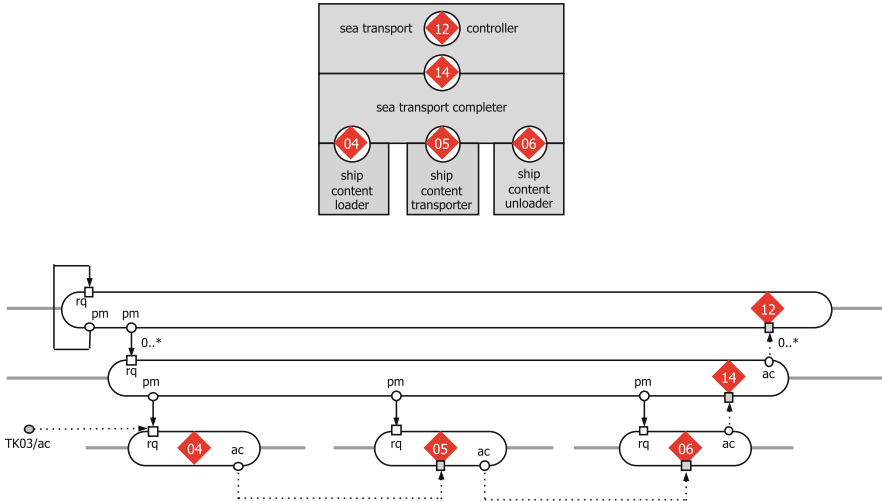 sea transport 12 controller
14
sea transport completer
04 05 06
ship ship ship
content content content
loader transporter unloader
rq
pm pm
12
0..* 0..*
rq ac
14
pm pm pm
TK03/ac
rq 04 ac
rq 05 ac
rq 06 ac